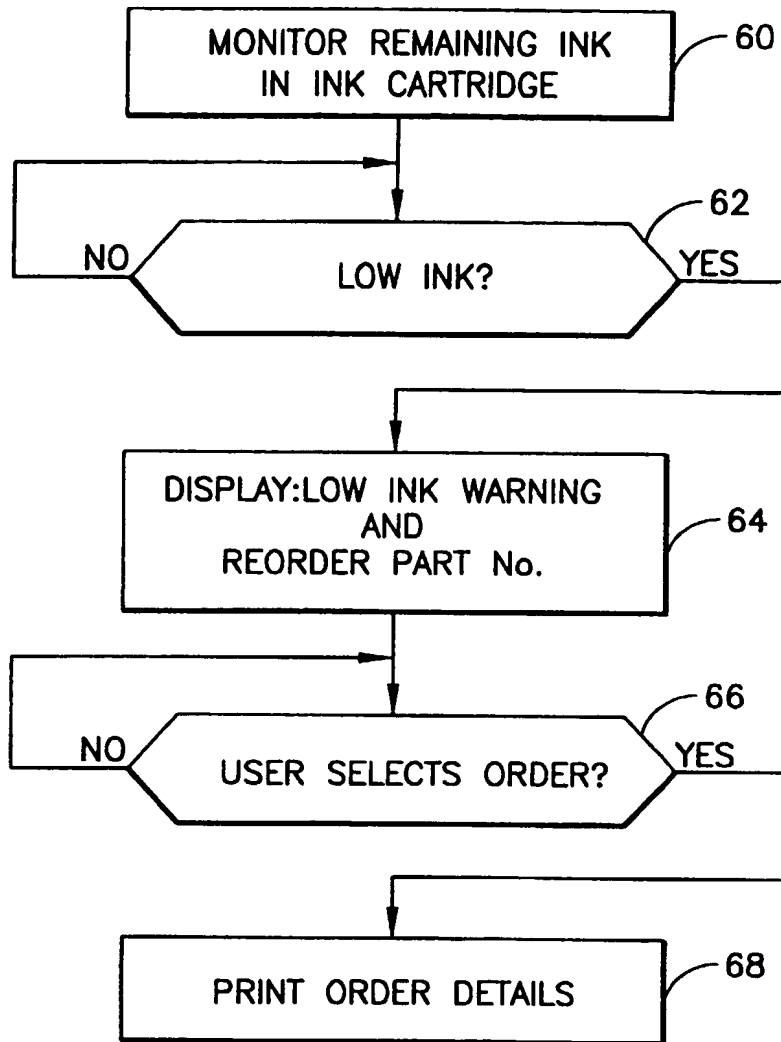 MONITOR REMAINING INK
IN INK CARTRIDGE
60
62
NO
LOW INK?
YES
DISPLAY:LOW INK WARNING
AND
REORDER PART No.
64
66
NO
USER SELECTS ORDER?
YES
PRINT ORDER DETAILS
68